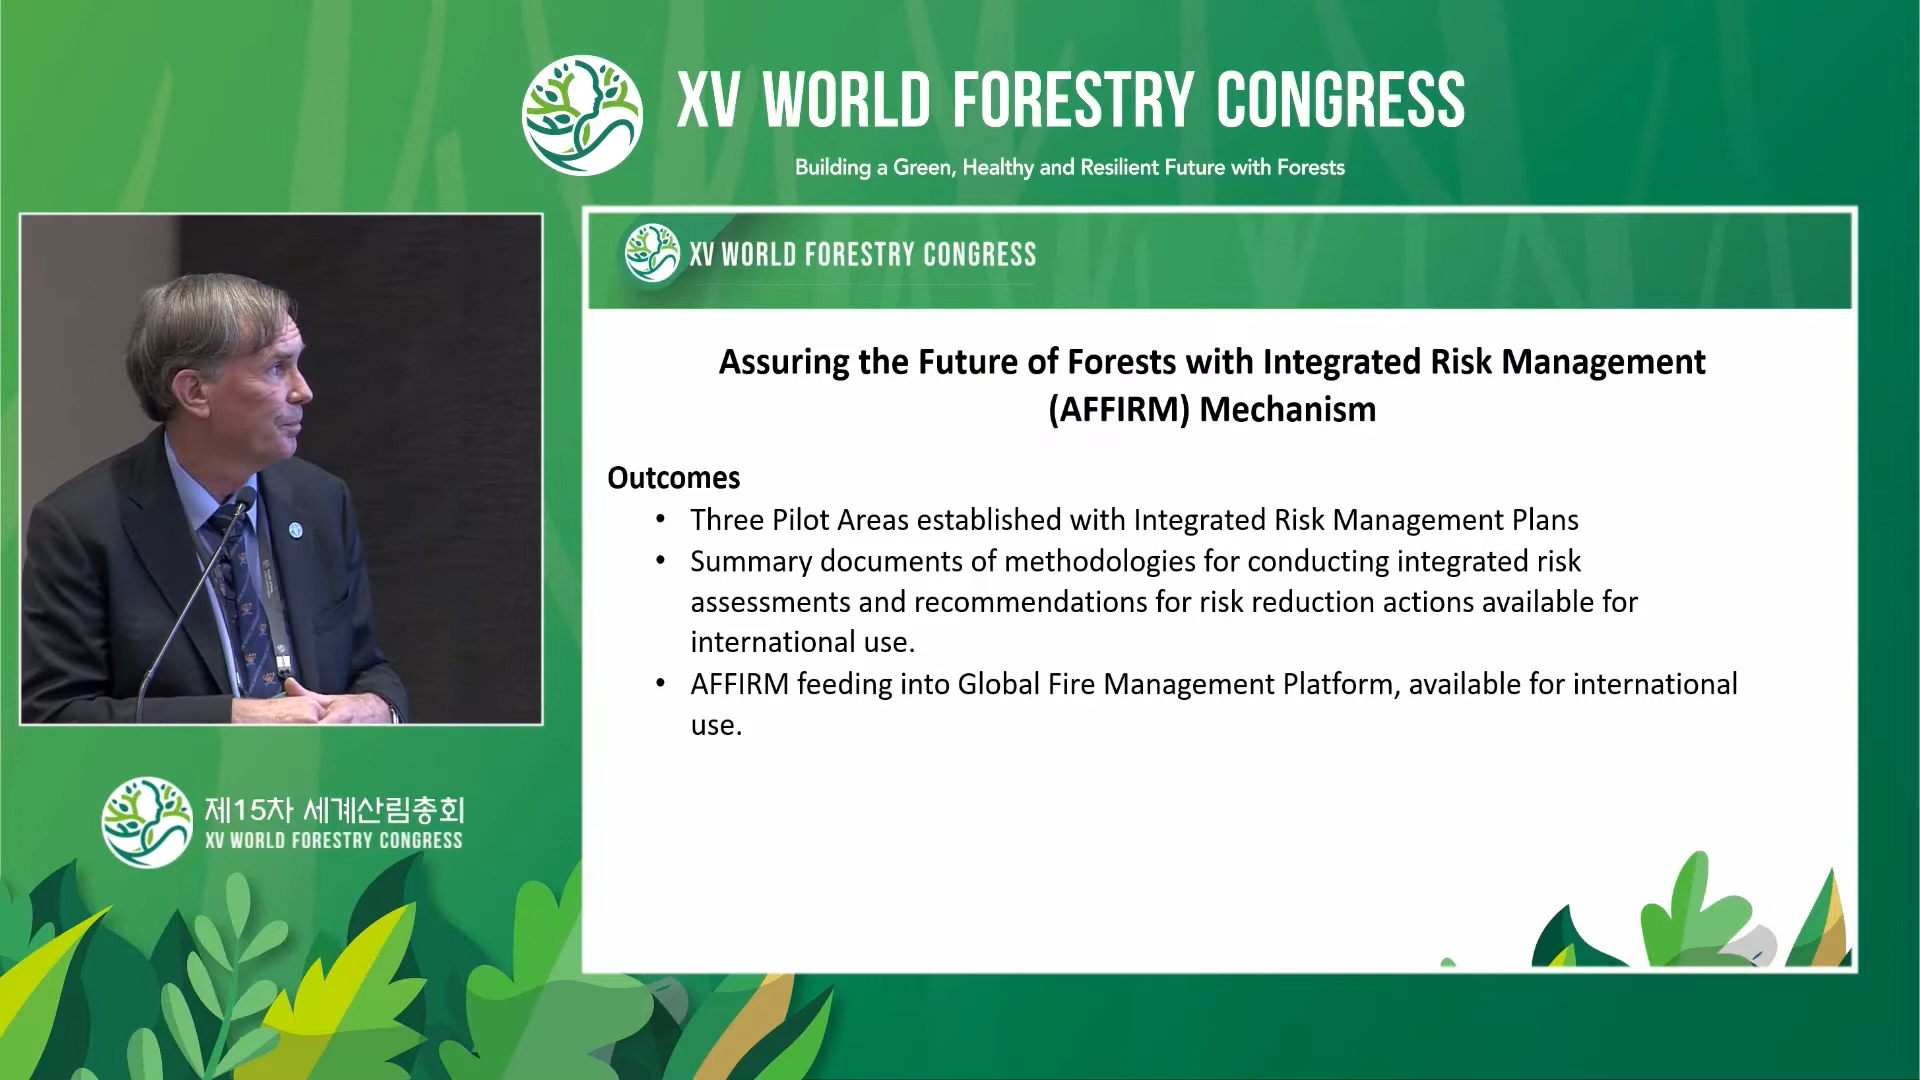 XV WORLD FORESTRY CONGRESS
Building a Green, Healthy and Resilient Future with Forests
XV WORLD FORESTRY CONGRESS
Assuring the Future of Forests with Integrated Risk Management
(AFFIRM) Mechanism
Outcomes
• Three Pilot Areas established with Integrated Risk Management Plans
• Summary documents of methodologies for conducting integrated risk
assessments and recommendations for risk reduction actions available for
international use.
• AFFIRM feeding into Global Fire Management Platform, available for international
use.
제15차 세계산림총회
XV WORLD FORESTRY CONGRESS